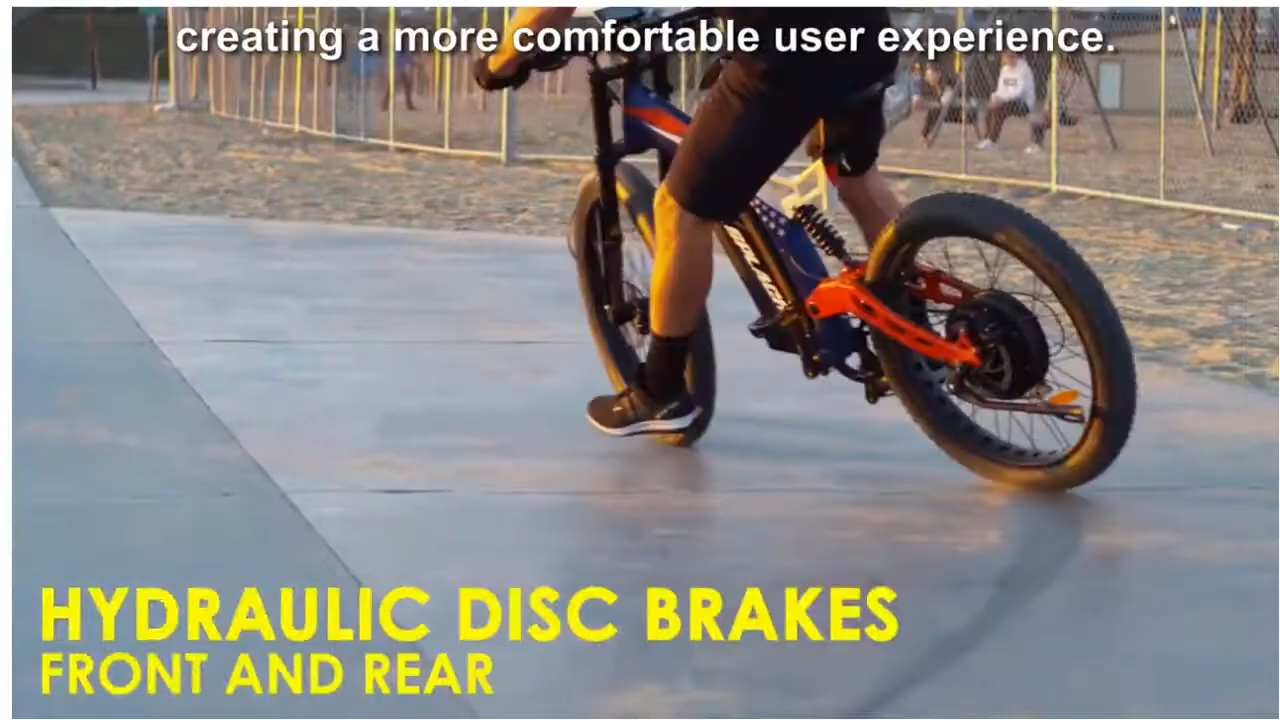 creating a more comfortable user experience.
HYDRAULIC DISC BRAKES
FRONT AND REAR